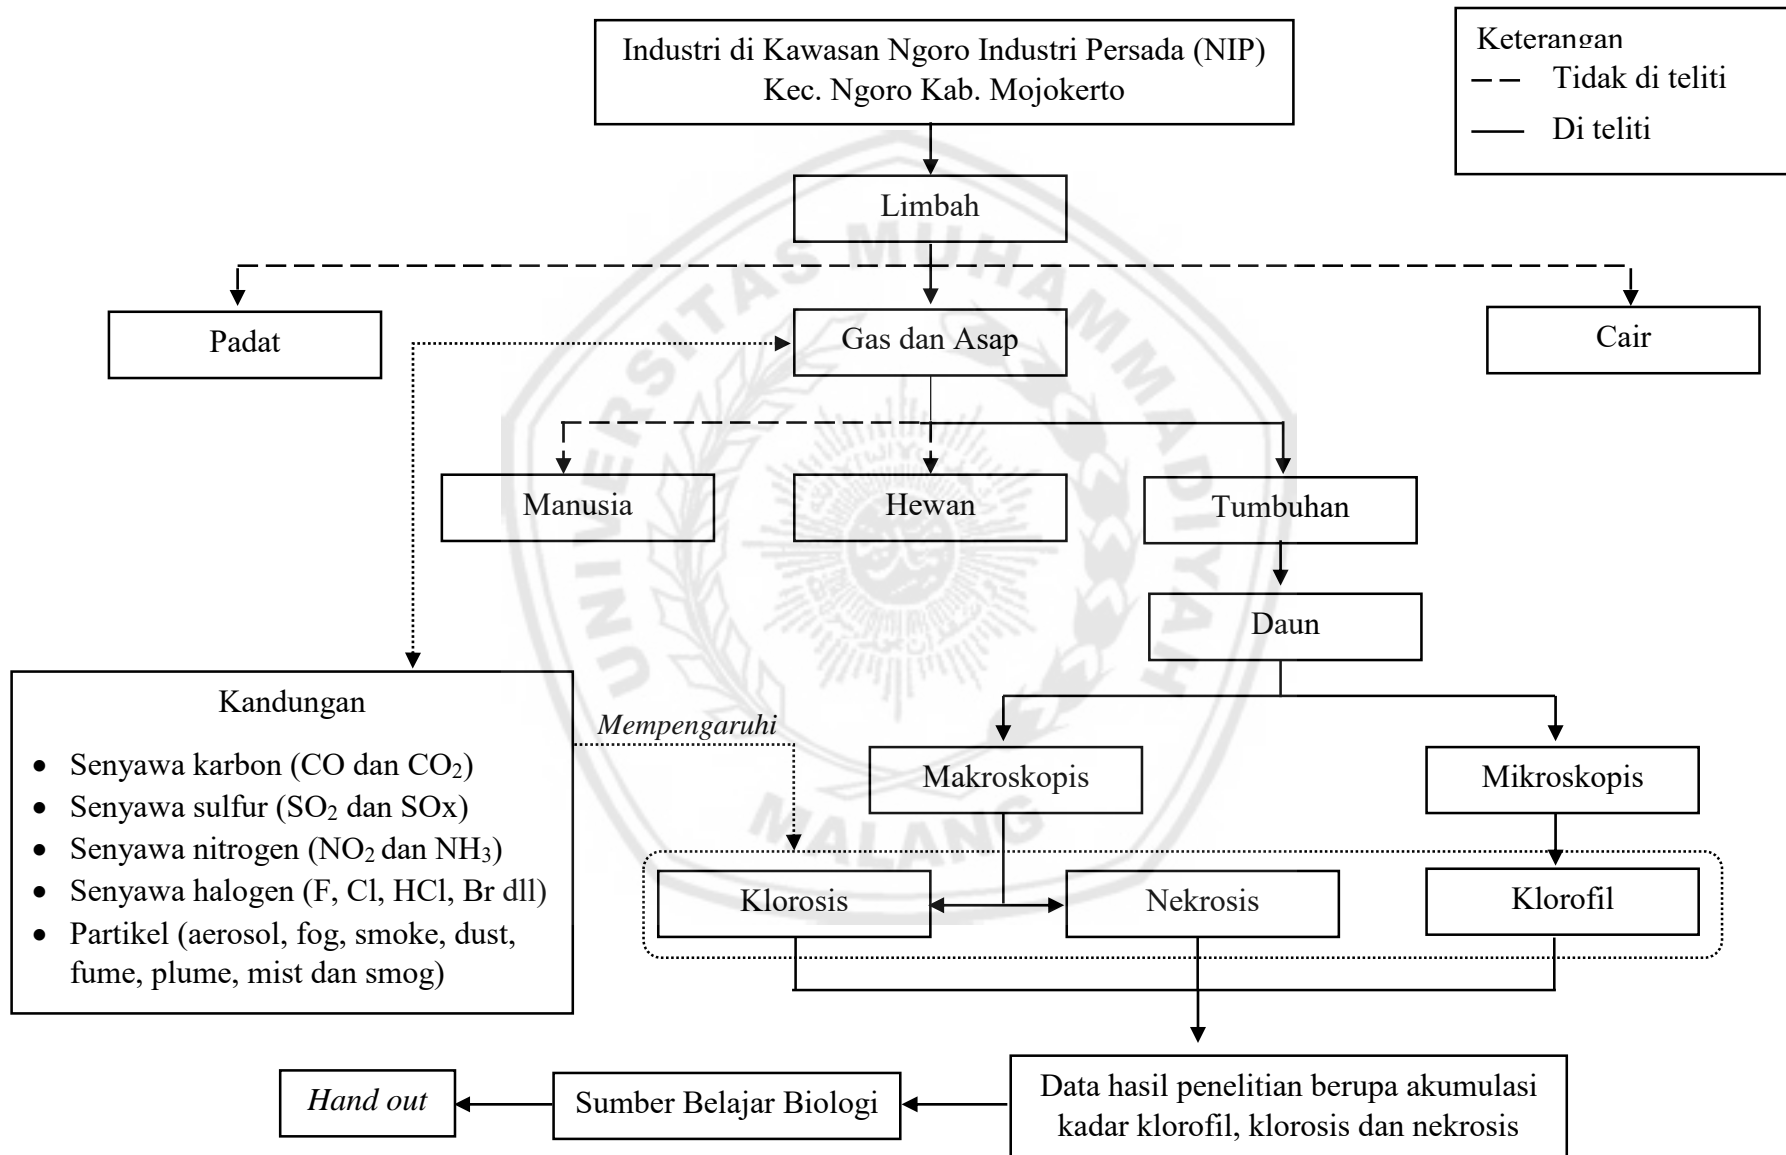 Industri di Kawasan Ngoro Industri Persada (NIP)
Kec. Ngoro Kab. Mojokerto
Keterangan
Tidak di teliti
Di teliti
Limbah
Padat
Gas dan Asap
Cair
Manusia
Hewan
Tumbuhan
Daun
Kandungan
• Senyawa karbon (CO dan CO₂)
• Senyawa sulfur (SO₂ dan SOx)
• Senyawa nitrogen (NO₂ dan NH₃)
• Senyawa halogen (F, Cl, HCl, Br dll)
• Partikel (aerosol, fog, smoke, dust,
fume, plume, mist dan smog)
Mempengaruhi
Makroskopis
Mikroskopis
Klorosis
Nekrosis
Klorofil
Data hasil penelitian berupa akumulasi
kadar klorofil, klorosis dan nekrosis
Sumber Belajar Biologi
Hand out
UNIVERSITAS MUHAMMADIYAH
MALANG